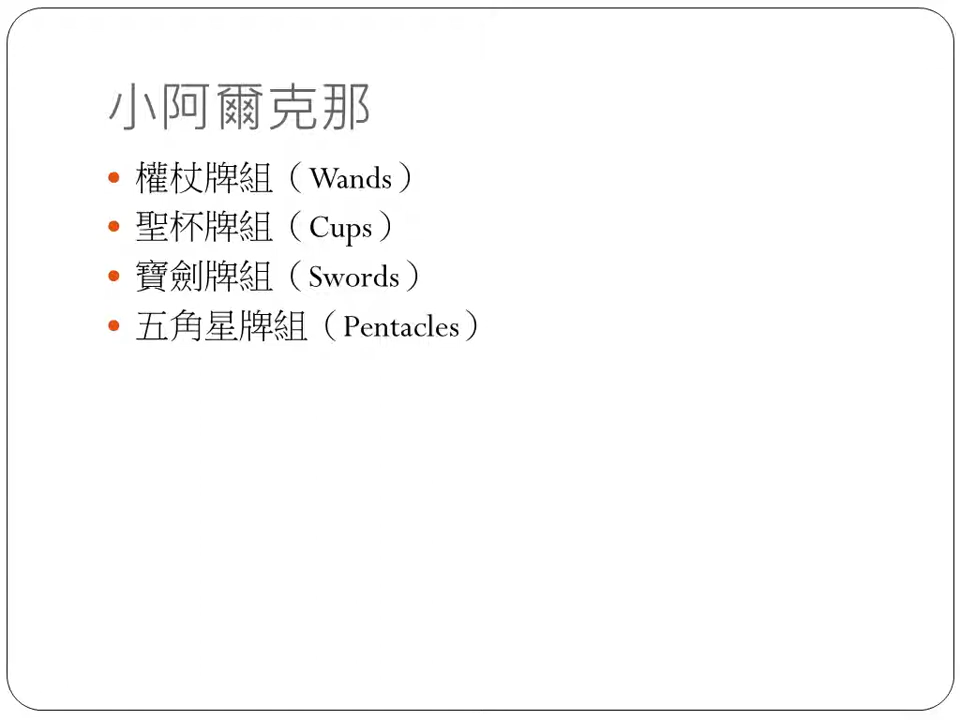 小阿爾克那
• 權杖牌組（Wands）
• 聖杯牌組（Cups）
• 寶劍牌組（Swords）
• 五角星牌組（Pentacles）